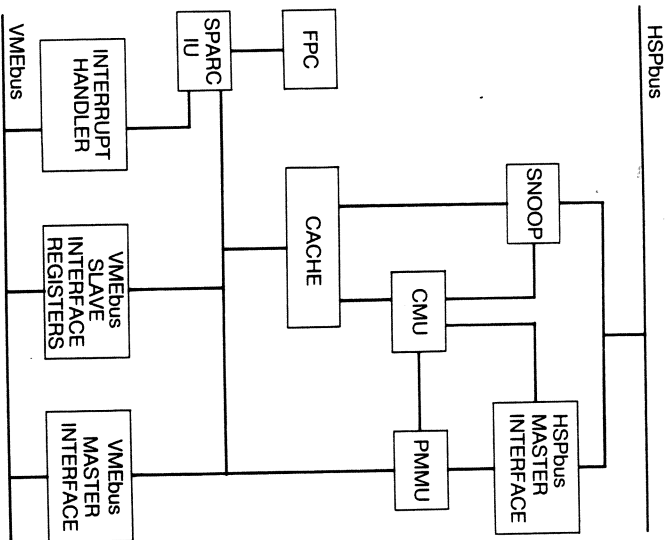 HSPbus
FPC
SPARC
IU
SNOOP
HSPbus
MASTER
INTERFACE
CMU
PMMU
CACHE
INTERRUPT
HANDLER
VMEbus
SLAVE
INTERFACE
REGISTERS
VMEbus
MASTER
INTERFACE
VMEbus